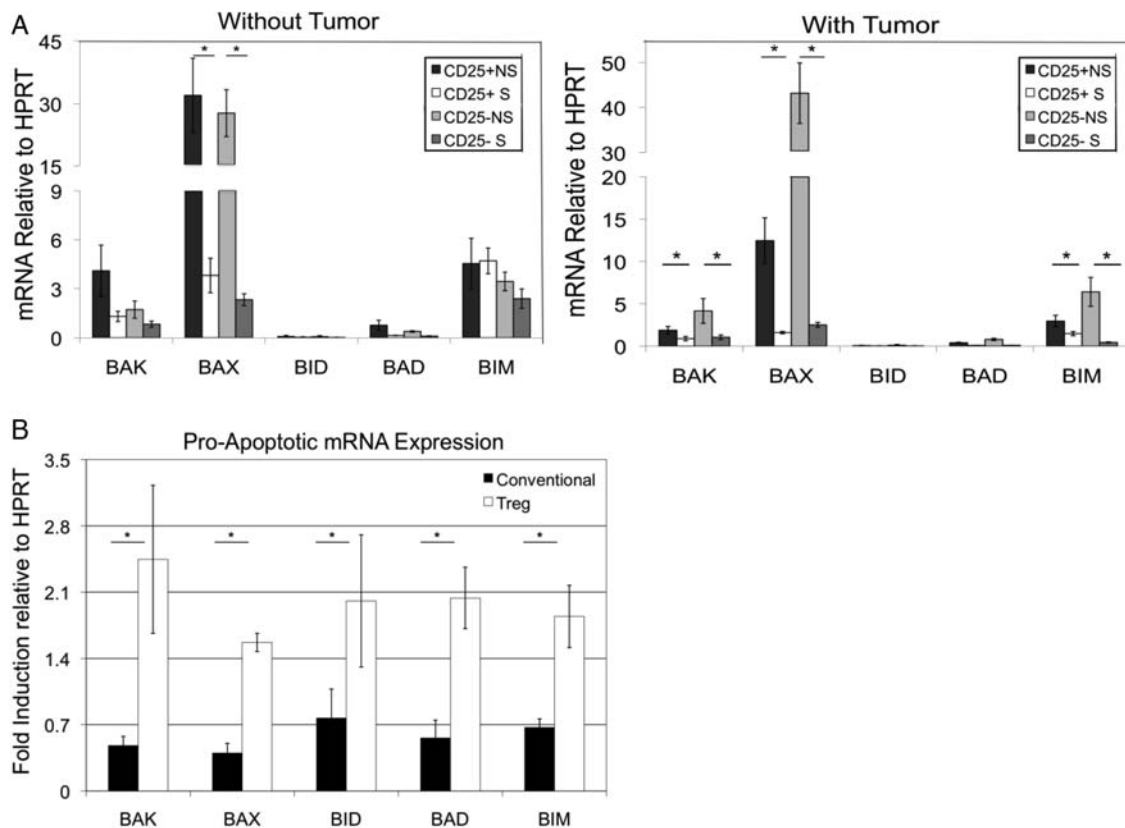 A
Without Tumor
mRNA Relative to HPRT
45
30
15
9
6
3
0
*
*
CD25+NS
CD25+ S
CD25-NS
CD25- S
BAK
BAX
BID
BAD
BIM
With Tumor
mRNA Relative to HPRT
50
40
30
20
15
10
5
0
*
*
*
*
*
*
CD25+NS
CD25+ S
CD25-NS
CD25- S
BAK
BAX
BID
BAD
BIM
B
Pro-Apoptotic mRNA Expression
Fold Induction relative to HPRT
3.5
2.8
2.1
1.4
0.7
0
Conventional
Treg
*
*
*
*
*
BAK
BAX
BID
BAD
BIM